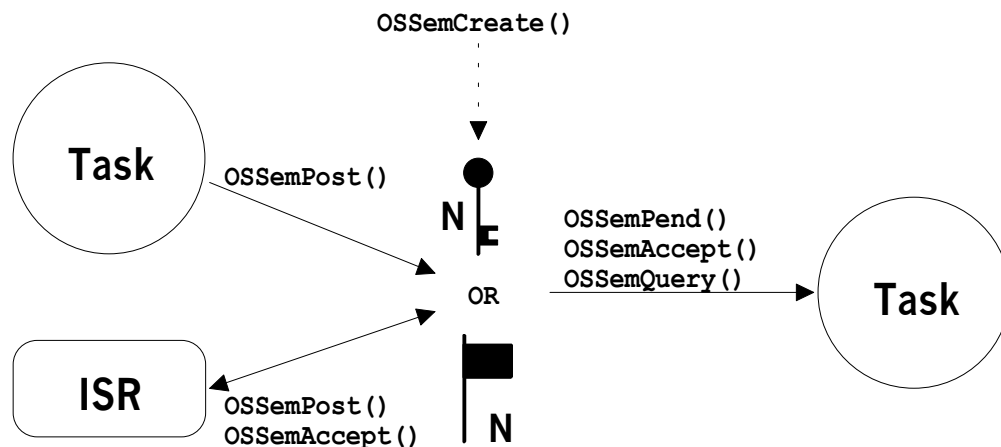 OSSemCreate()
Task
OSSemPost()
N
OSSemPend()
OSSemAccept()
OSSemQuery()
OR
Task
ISR
OSSemPost()
OSSemAccept()
N